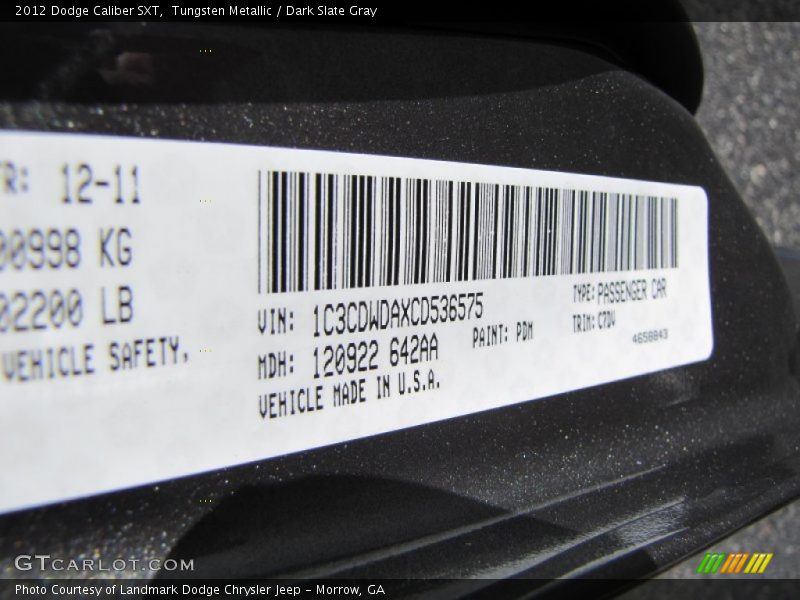 2012 Dodge Caliber SXT, Tungsten Metallic / Dark Slate Gray
TR: 12-11
00998 KG
02200 LB
VEHICLE SAFETY,
VIN: 1C3CDWDAXCD536575
TYPE: PASSENGER CAR
MDH: 120922 642AA
PAINT: PDM
TRIM: C7DV
4658843
VEHICLE MADE IN U.S.A.
GTCARLOT.COM
Photo Courtesy of Landmark Dodge Chrysler Jeep - Morrow, GA